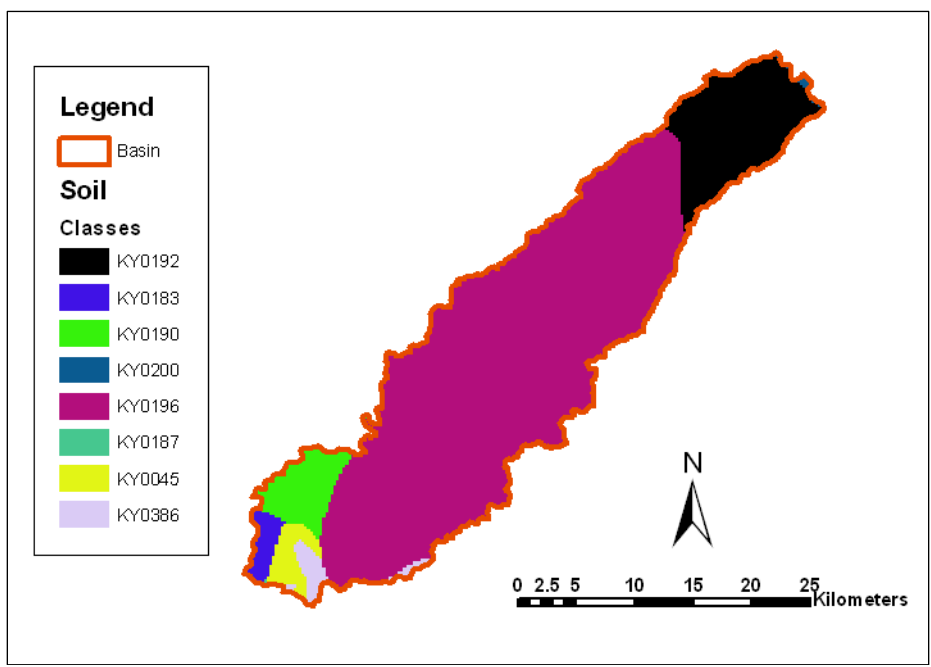 Legend
Basin
Soil
Classes
KY0192
KY0183
KY0190
KY0200
KY0196
KY0187
KY0045
KY0386
N
0 2.5 5 10 15 20 25
Kilometers